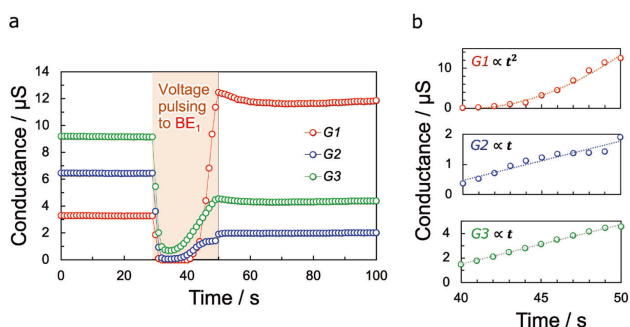 a
Conductance / μS
14
12
10
8
6
4
2
0
Voltage
pulsing
to BE1
G1
G2
G3
0 20 40 60 80 100
Time / s
b
Conductance / μS
G1 ∝ t²
10
5
0
G2 ∝ t
2
1
0
G3 ∝ t
4
2
0
40 45 50
Time / s